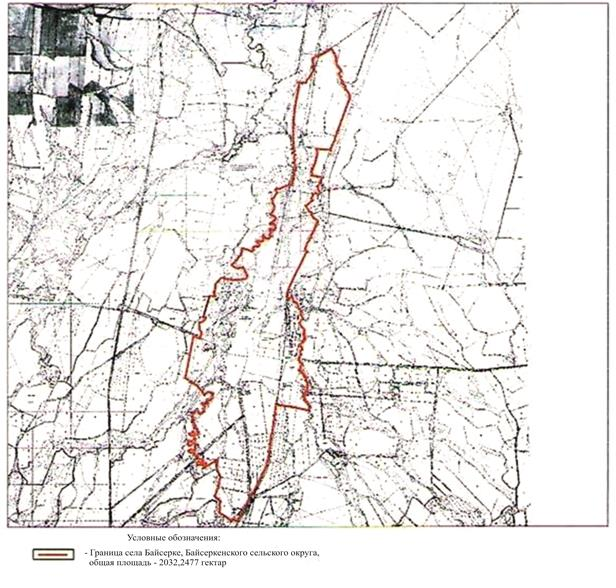 Условные обозначения:
- Граница села Байсерке, Байсеркенского сельского округа,
общая площадь - 2032,2477 гектар